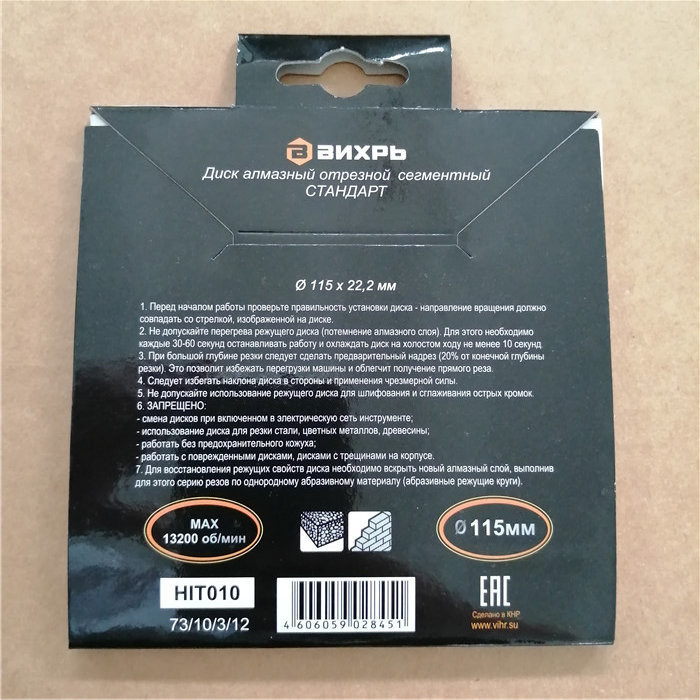 ВИХРЬ
Диск алмазный отрезной сегментный
СТАНДАРТ
Ø 115 x 22,2 мм
1. Перед началом работы проверьте правильность установки диска - направление вращения должно
совпадать со стрелкой, изображенной на диске.
2. Не допускайте перегрева режущего диска (потемнение алмазного слоя). Для этого необходимо
каждые 30-60 секунд останавливать работу и охлаждать диск на холостом ходу не менее 10 секунд.
3. При большой глубине резки следует сделать предварительный надрез (20% от конечной глубины
резки). Это позволит избежать перегрузки машины и облегчит получение прямого реза.
4. Следует избегать наклона диска в стороны и применения чрезмерной силы.
5. Не допускайте использование режущего диска для шлифования и сглаживания острых кромок.
6. ЗАПРЕЩЕНО:
- смена дисков при включенном в электрическую сеть инструменте;
- использование диска для резки стали, цветных металлов, древесины;
- работать без предохранительного кожуха;
- работать с поврежденными дисками, дисками с трещинами на корпусе.
7. Для восстановления режущих свойств диска необходимо вскрыть новый алмазный слой, выполнив
для этого серию резов по однородному абразивному материалу (абразивные режущие круги).
MAX
13200 об/мин
Ø 115мм
HIT010
73/10/3/12
4 606059 028451
EAC
Сделано в КНР
www.vihr.su